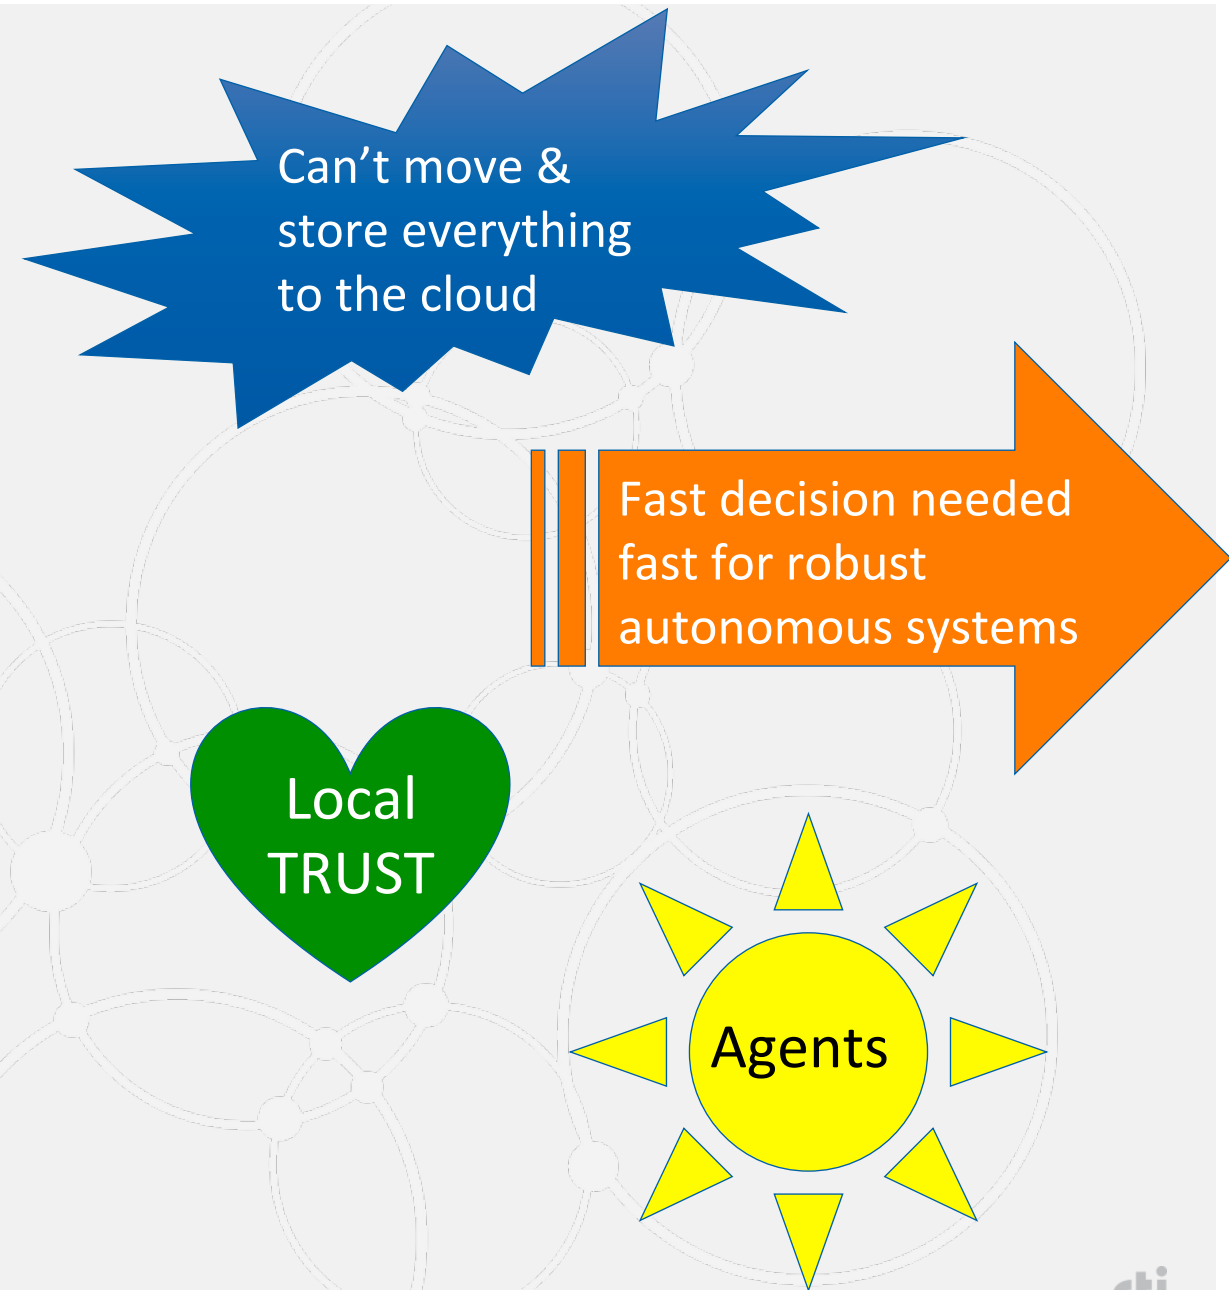 Can’t move &
store everything
to the cloud
Fast decision needed
fast for robust
autonomous systems
Local
TRUST
Agents